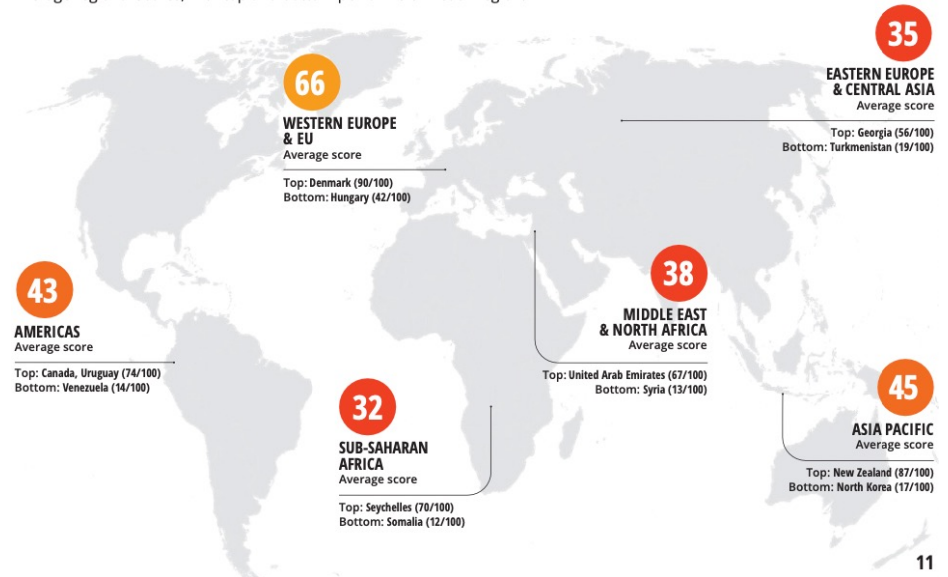 35
EASTERN EUROPE
& CENTRAL ASIA
Average score
Top: Georgia (56/100)
Bottom: Turkmenistan (19/100)
66
WESTERN EUROPE
& EU
Average score
Top: Denmark (90/100)
Bottom: Hungary (42/100)
38
MIDDLE EAST
& NORTH AFRICA
Average score
Top: United Arab Emirates (67/100)
Bottom: Syria (13/100)
43
AMERICAS
Average score
Top: Canada, Uruguay (74/100)
Bottom: Venezuela (14/100)
32
SUB-SAHARAN
AFRICA
Average score
Top: Seychelles (70/100)
Bottom: Somalia (12/100)
45
ASIA PACIFIC
Average score
Top: New Zealand (87/100)
Bottom: North Korea (17/100)
11